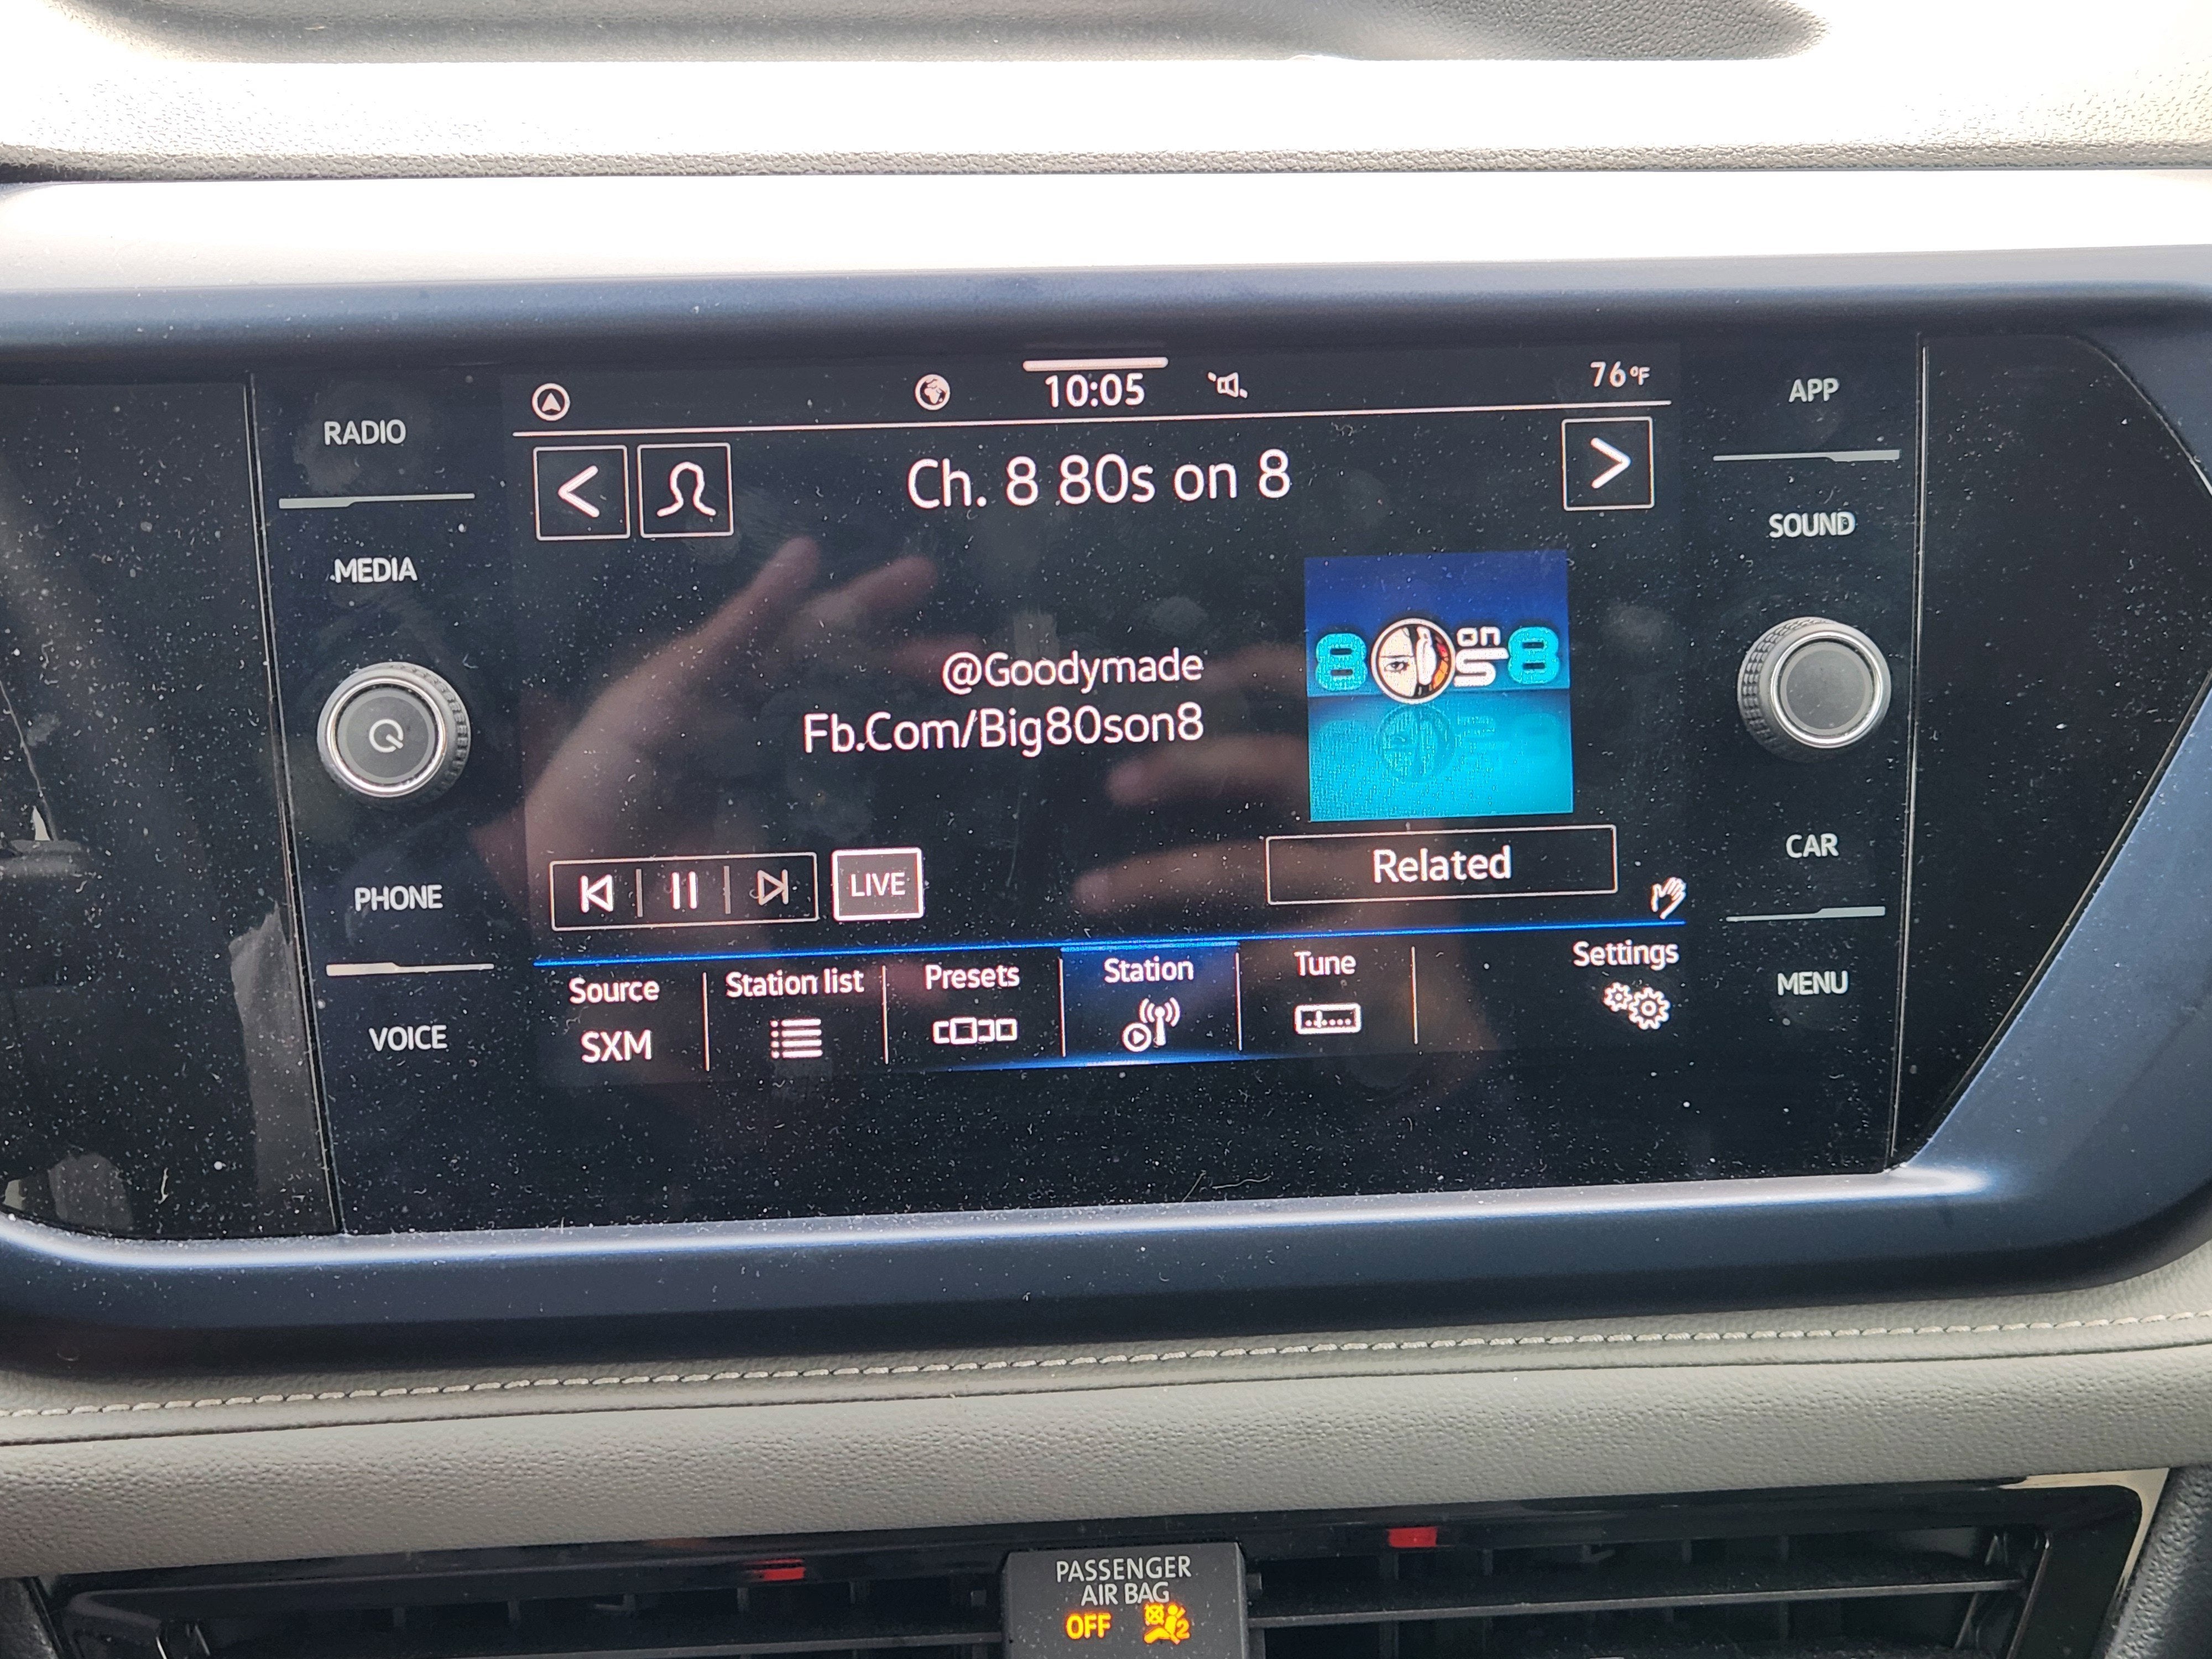 10:05
76°F
RADIO
MEDIA
PHONE
VOICE
Ch. 8 80s on 8
@Goodymade
Fb.Com/Big80son8
80s on 8
LIVE
Related
Source
SXM
Station list
Presets
Station
Tune
Settings
APP
SOUND
CAR
MENU
PASSENGER
AIR BAG
OFF
2